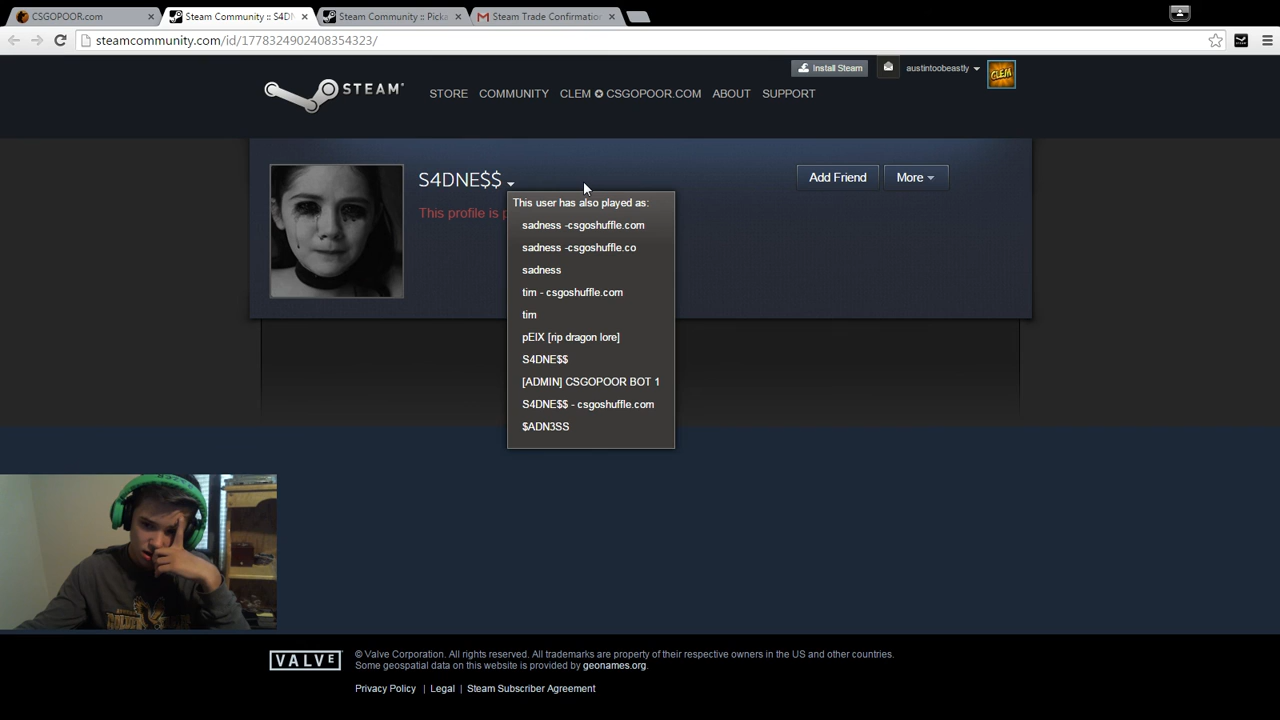 CSGOPOOR.com
Steam Community :: S4DN
Steam Community :: Picka
Steam Trade Confirmation
steamcommunity.com/id/1778324902408354323/
Install Steam
austintoobeastly
CLEM
STEAM
STORE COMMUNITY CLEM ✪ CSGOPOOR.COM ABOUT SUPPORT
S4DNE$$
Add Friend
More
This profile is p
This user has also played as:
sadness -csgoshuffle.com
sadness -csgoshuffle.co
sadness
tim - csgoshuffle.com
tim
pEIX [rip dragon lore]
S4DNE$$
[ADMIN] CSGOPOOR BOT 1
S4DNE$$ - csgoshuffle.com
$ADN3SS
VALVE
© Valve Corporation. All rights reserved. All trademarks are property of their respective owners in the US and other countries.
Some geospatial data on this website is provided by geonames.org.
Privacy Policy | Legal | Steam Subscriber Agreement